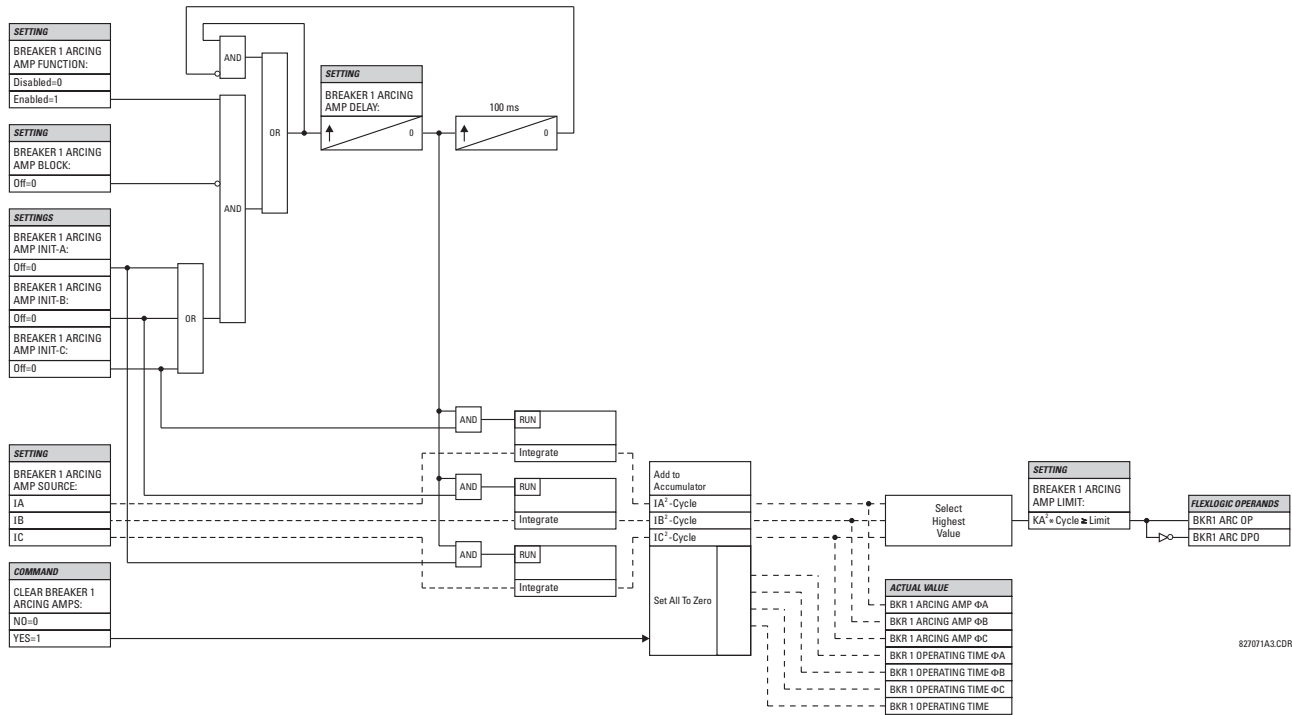 SETTING
BREAKER 1 ARCING
AMP FUNCTION:
Disabled=0
Enabled=1
SETTING
BREAKER 1 ARCING
AMP BLOCK:
Off=0
SETTINGS
BREAKER 1 ARCING
AMP INIT-A:
Off=0
BREAKER 1 ARCING
AMP INIT-B:
Off=0
BREAKER 1 ARCING
AMP INIT-C:
Off=0
SETTING
BREAKER 1 ARCING
AMP SOURCE:
IA
IB
IC
COMMAND
CLEAR BREAKER 1
ARCING AMPS:
NO=0
YES=1
AND
OR
AND
OR
SETTING
BREAKER 1 ARCING
AMP DELAY:
0
100 ms
0
AND
RUN
Integrate
AND
RUN
Integrate
AND
RUN
Integrate
Add to
Accumulator
IA²-Cycle
IB²-Cycle
IC²-Cycle
Set All To Zero
Select
Highest
Value
SETTING
BREAKER 1 ARCING
AMP LIMIT:
KA²*Cycle ≥ Limit
FLEXLOGIC OPERANDS
BKR1 ARC OP
BKR1 ARC DPO
ACTUAL VALUE
BKR 1 ARCING AMP ΦA
BKR 1 ARCING AMP ΦB
BKR 1 ARCING AMP ΦC
BKR 1 OPERATING TIME ΦA
BKR 1 OPERATING TIME ΦB
BKR 1 OPERATING TIME ΦC
BKR 1 OPERATING TIME
827071A3.CDR